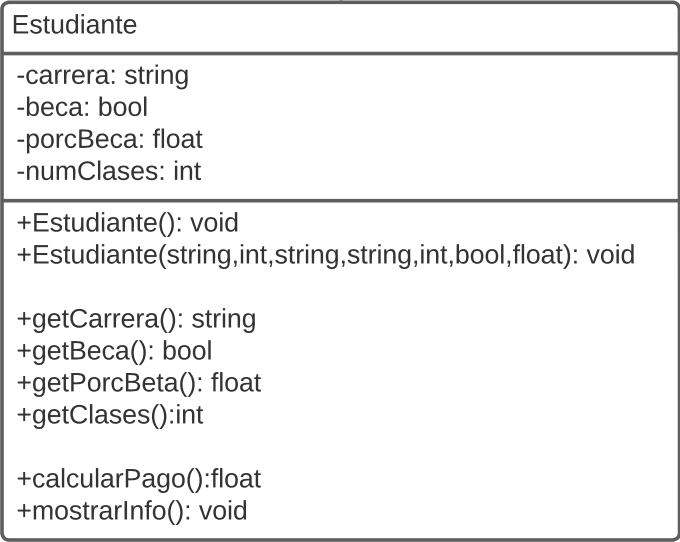 Estudiante
-carrera: string
-beca: bool
-porcBeca: float
-numClases: int
+Estudiante(): void
+Estudiante(string,int,string,string,int,bool,float): void
+getCarrera(): string
+getBeca(): bool
+getPorcBeta(): float
+getClases():int
+calcularPago():float
+mostrarInfo(): void